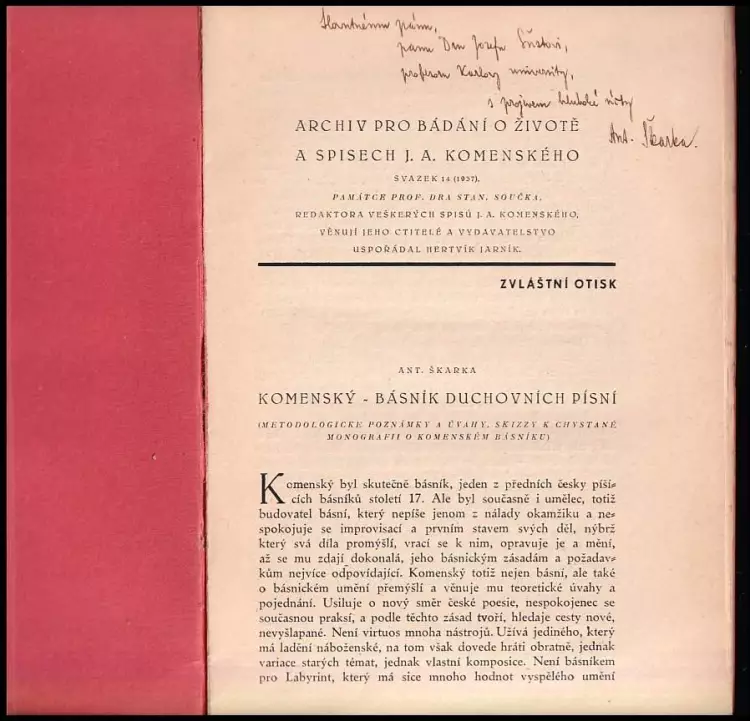 Slovutnému pánu,
panu Dru Josefu Šustovi,
profesoru Karlovy university,
s projevem hluboké úcty
Ant. Škarka.
ARCHIV PRO BÁDÁNÍ O ŽIVOTĚ
A SPISECH J. A. KOMENSKÉHO
SVAZEK 14 (1937).
PAMÁTCE PROF. DRA STAN. SOUČKA,
REDAKTORA VEŠKERÝCH SPISŮ J. A. KOMENSKÉHO,
VĚNUJÍ JEHO CTITELÉ A VYDAVATELSTVO
USPOŘÁDAL HERTVÍK JARNÍK.
ZVLÁŠTNÍ OTISK
ANT. ŠKARKA
KOMENSKÝ - BÁSNÍK DUCHOVNÍCH PÍSNÍ
(METODOLOGICKÉ POZNÁMKY A ÚVAHY, SKIZZY K CHYSTANÉ
MONOGRAFII O KOMENSKÉM BÁSNÍKU)
Komenský byl skutečně básník, jeden z předních česky píší=
cích básníků století 17. Ale byl současně i umělec, totiž
budovatel básní, který nepíše jenom z nálady okamžiku a ne=
spokojuje se improvisací a prvním stavem svých děl, nýbrž
který svá díla promýšlí, vrací se k nim, opravuje je a mění,
až se mu zdají dokonalá, jeho básnickým zásadám a požadav=
kům nejvíce odpovídající. Komenský totiž nejen básní, ale také
o básnickém umění přemýšlí a věnuje mu teoretické úvahy a
pojednání. Usiluje o nový směr české poesie, nespokojenec se
současnou praksí, a podle těchto zásad tvoří, hledaje cesty nové,
nevyšlapané. Není virtuos mnoha nástrojů. Užívá jediného, který
má ladění náboženské, na tom však dovede hráti obratně, jednak
variace starých témat, jednak vlastní komposice. Není básníkem
pro Labyrint, který má sice mnoho hodnot vyspělého umění